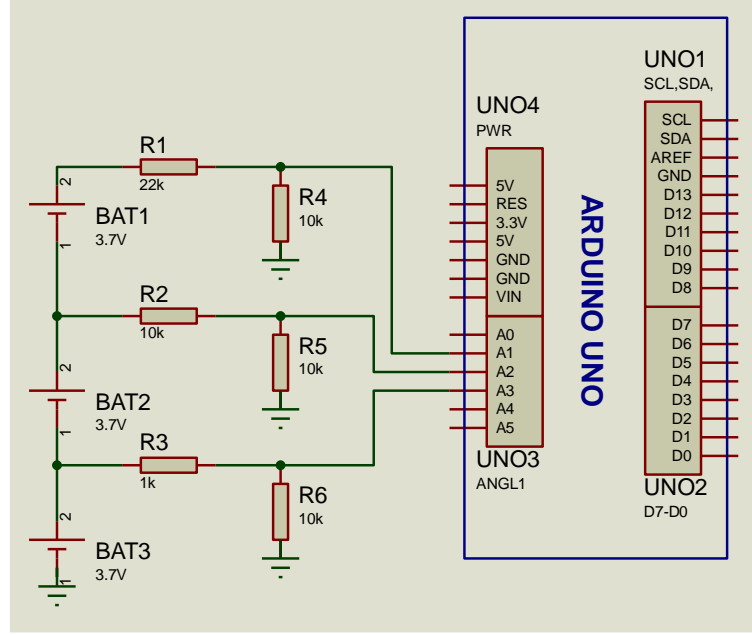 R1
22k
2
BAT1
3.7V
1
R4
10k
R2
10k
2
BAT2
3.7V
1
R5
10k
R3
1k
2
BAT3
3.7V
1
R6
10k
UNO4
PWR
5V
RES
3.3V
5V
GND
GND
VIN
A0
A1
A2
A3
A4
A5
UNO3
ANGL1
ARDUINO UNO
UNO1
SCL,SDA,
SCL
SDA
AREF
GND
D13
D12
D11
D10
D9
D8
D7
D6
D5
D4
D3
D2
D1
D0
UNO2
D7-D0